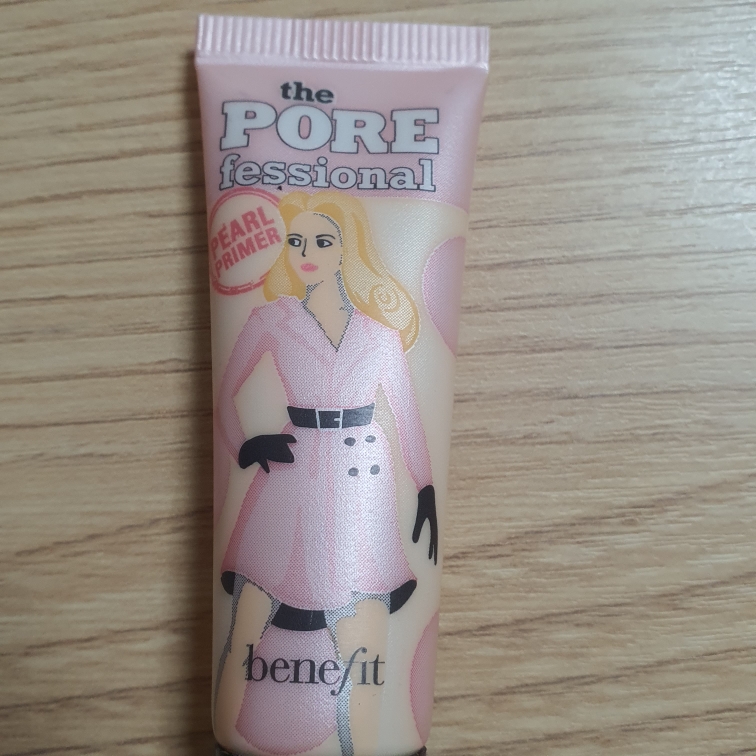 the
PORE
fessional
PEARL
PRIMER
benefit